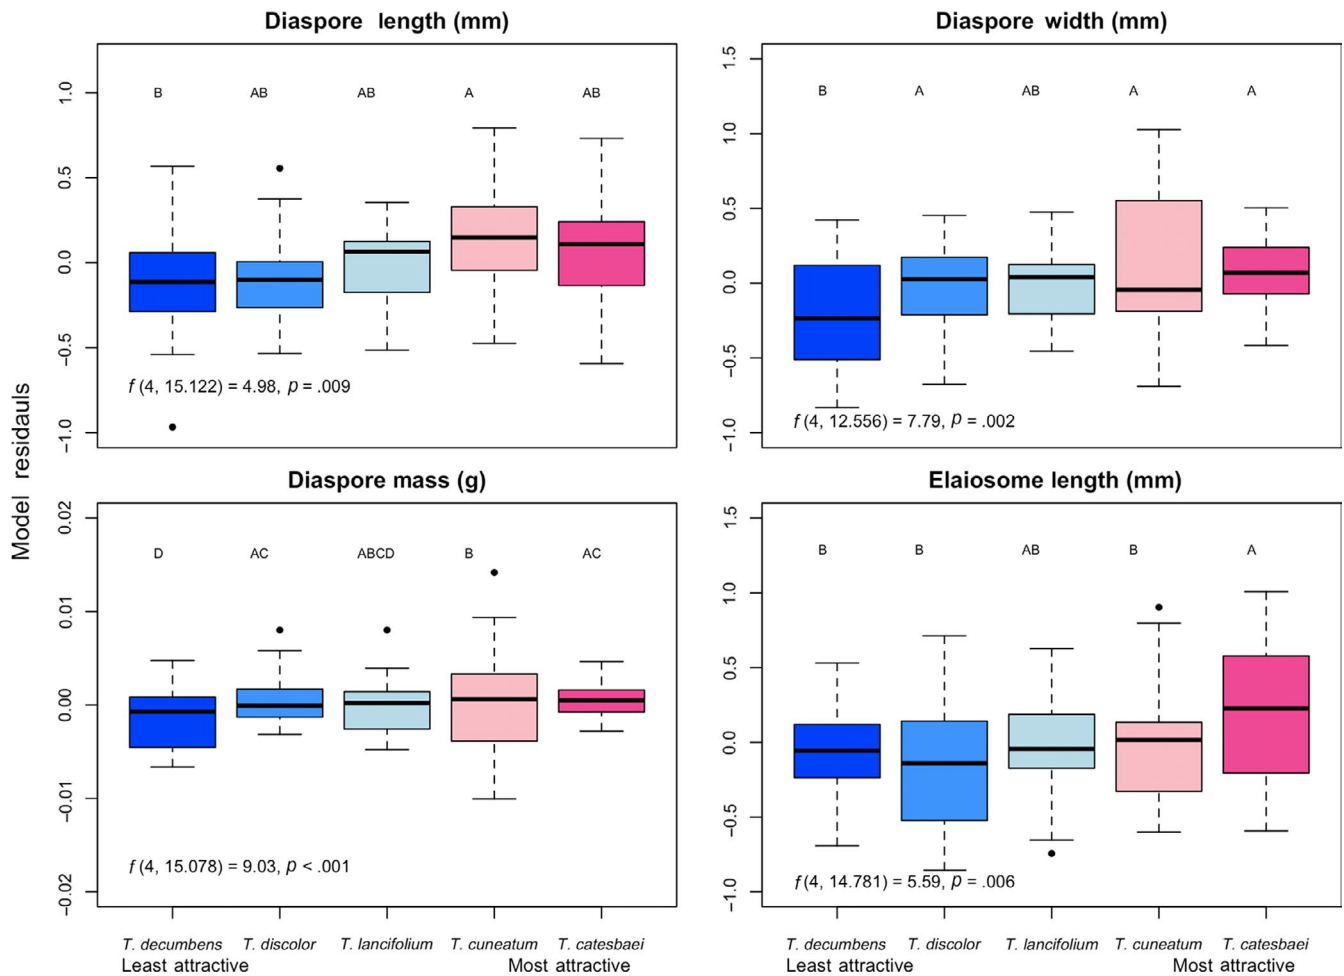 Diaspore length (mm)
Diaspore width (mm)
Model residauls
1.0
0.5
0.0
−0.5
−1.0
B AB AB A AB
f (4, 15.122) = 4.98, p = .009
1.5
1.0
0.5
0.0
−0.5
−1.0
B A AB A A
f (4, 12.556) = 7.79, p = .002
Diaspore mass (g)
Elaiosome length (mm)
0.02
0.01
0.00
−0.01
−0.02
D AC ABCD B AC
f (4, 15.078) = 9.03, p < .001
1.5
1.0
0.5
0.0
−0.5
−1.0
B B AB B A
f (4, 14.781) = 5.59, p = .006
T. decumbens T. discolor T. lancifolium T. cuneatum T. catesbaei
Least attractive Most attractive
T. decumbens T. discolor T. lancifolium T. cuneatum T. catesbaei
Least attractive Most attractive